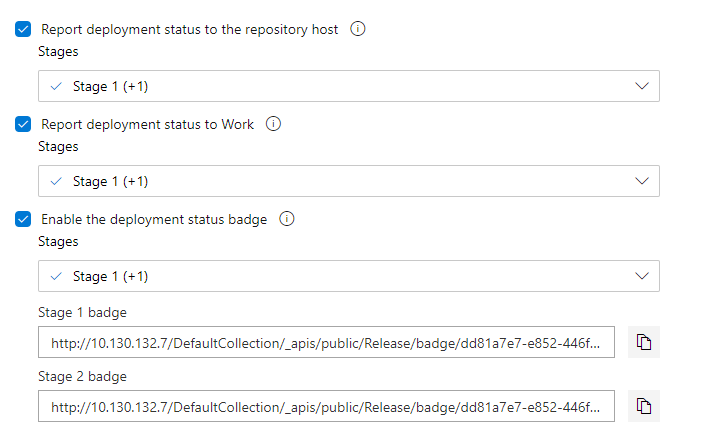 Report deployment status to the repository host
Stages
Stage 1 (+1)
Report deployment status to Work
Stages
Stage 1 (+1)
Enable the deployment status badge
Stages
Stage 1 (+1)
Stage 1 badge
http://10.130.132.7/DefaultCollection/_apis/public/Release/badge/dd81a7e7-e852-446f...
Stage 2 badge
http://10.130.132.7/DefaultCollection/_apis/public/Release/badge/dd81a7e7-e852-446f...